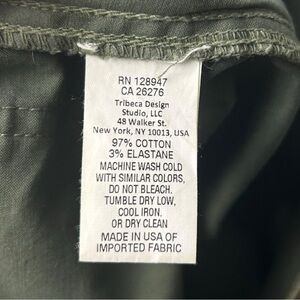 RN 128947
CA 26276
Tribeca Design
Studio, LLC
48 Walker St.
New York, NY 10013, USA
97% COTTON
3% ELASTANE
MACHINE WASH COLD
WITH SIMILAR COLORS,
DO NOT BLEACH.
TUMBLE DRY LOW,
COOL IRON.
OR DRY CLEAN
MADE IN USA OF
IMPORTED FABRIC